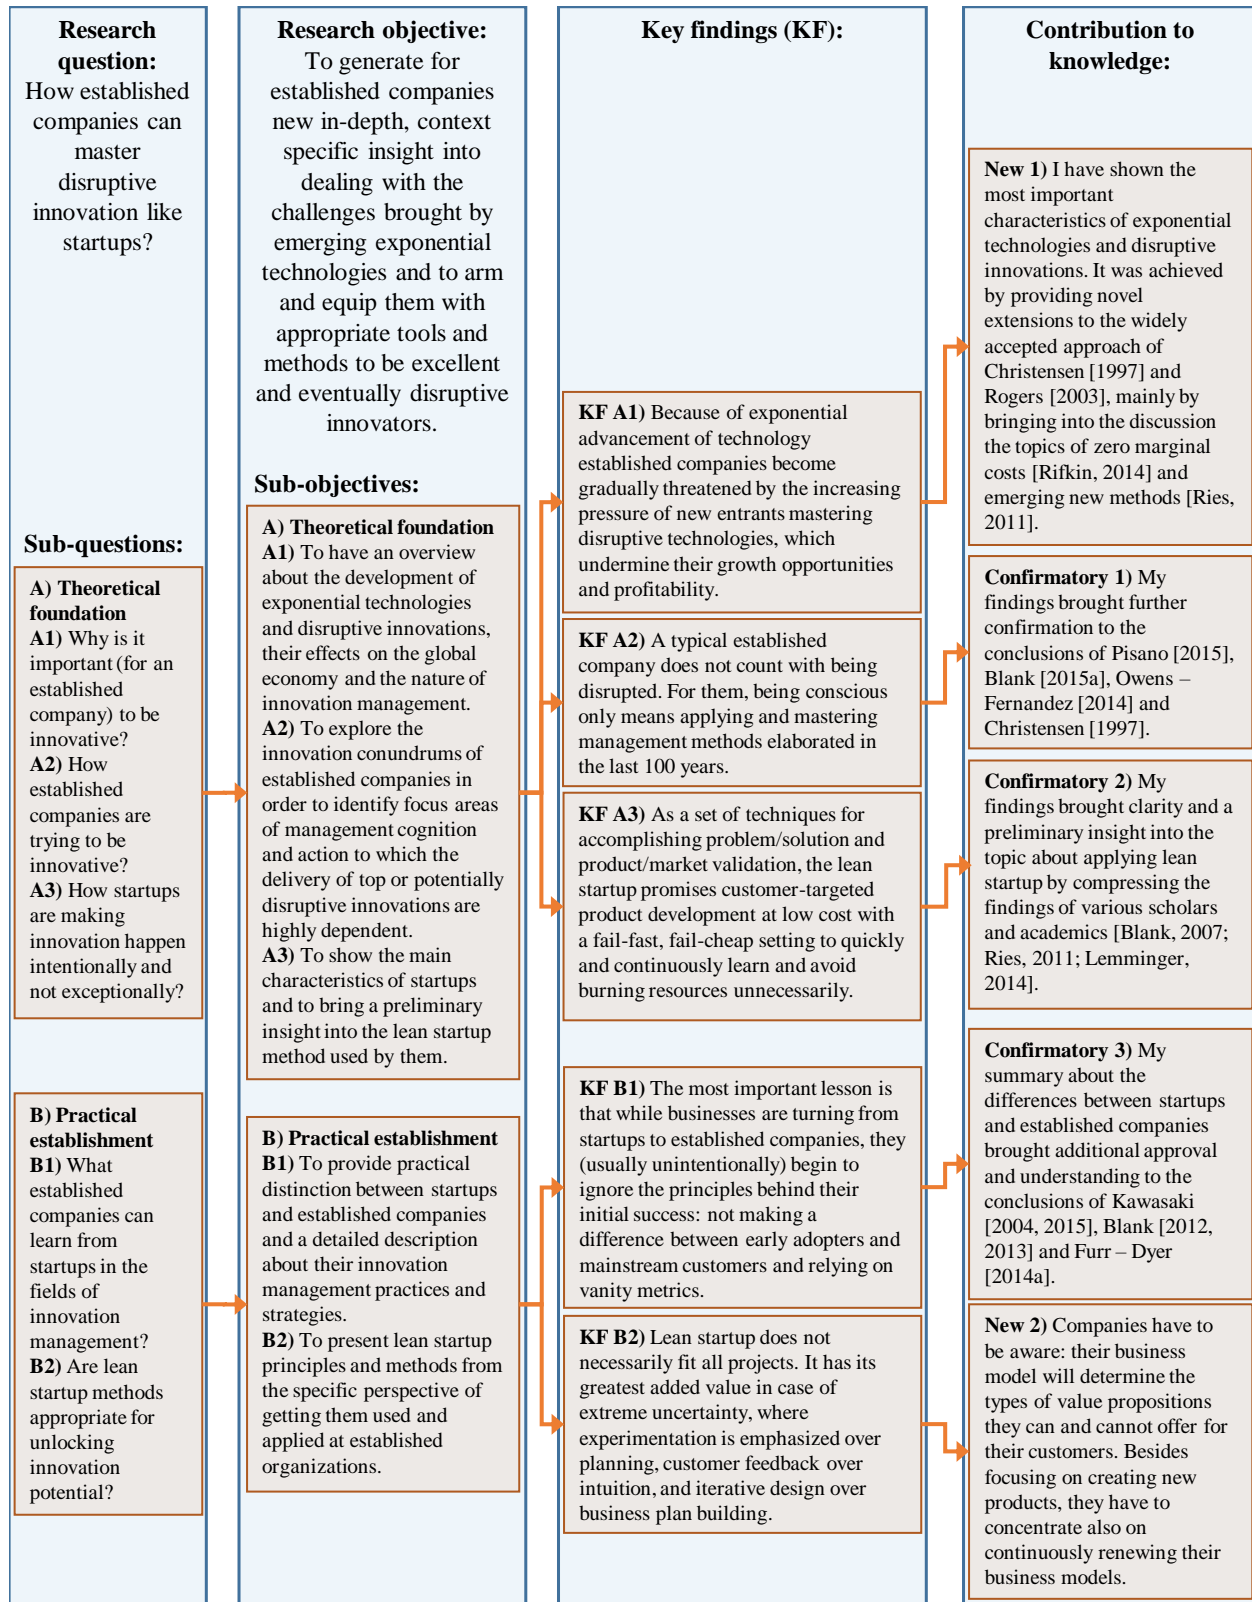 Research
question:
How established
companies can
master
disruptive
innovation like
startups?
Sub-questions:
A) Theoretical
foundation
A1) Why is it
important (for an
established
company) to be
innovative?
A2) How
established
companies are
trying to be
innovative?
A3) How startups
are making
innovation happen
intentionally and
not exceptionally?
B) Practical
establishment
B1) What
established
companies can
learn from
startups in the
fields of
innovation
management?
B2) Are lean
startup methods
appropriate for
unlocking
innovation
potential?
Research objective:
To generate for
established companies
new in-depth, context
specific insight into
dealing with the
challenges brought by
emerging exponential
technologies and to arm
and equip them with
appropriate tools and
methods to be excellent
and eventually disruptive
innovators.
Sub-objectives:
A) Theoretical foundation
A1) To have an overview
about the development of
exponential technologies
and disruptive innovations,
their effects on the global
economy and the nature of
innovation management.
A2) To explore the
innovation conundrums of
established companies in
order to identify focus areas
of management cognition
and action to which the
delivery of top or potentially
disruptive innovations are
highly dependent.
A3) To show the main
characteristics of startups
and to bring a preliminary
insight into the lean startup
method used by them.
B) Practical establishment
B1) To provide practical
distinction between startups
and established companies
and a detailed description
about their innovation
management practices and
strategies.
B2) To present lean startup
principles and methods from
the specific perspective of
getting them used and
applied at established
organizations.
Key findings (KF):
KF A1) Because of exponential
advancement of technology
established companies become
gradually threatened by the increasing
pressure of new entrants mastering
disruptive technologies, which
undermine their growth opportunities
and profitability.
KF A2) A typical established
company does not count with being
disrupted. For them, being conscious
only means applying and mastering
management methods elaborated in
the last 100 years.
KF A3) As a set of techniques for
accomplishing problem/solution and
product/market validation, the lean
startup promises customer-targeted
product development at low cost with
a fail-fast, fail-cheap setting to quickly
and continuously learn and avoid
burning resources unnecessarily.
KF B1) The most important lesson is
that while businesses are turning from
startups to established companies, they
(usually unintentionally) begin to
ignore the principles behind their
initial success: not making a
difference between early adopters and
mainstream customers and relying on
vanity metrics.
KF B2) Lean startup does not
necessarily fit all projects. It has its
greatest added value in case of
extreme uncertainty, where
experimentation is emphasized over
planning, customer feedback over
intuition, and iterative design over
business plan building.
Contribution to
knowledge:
New 1) I have shown the
most important
characteristics of exponential
technologies and disruptive
innovations. It was achieved
by providing novel
extensions to the widely
accepted approach of
Christensen [1997] and
Rogers [2003], mainly by
bringing into the discussion
the topics of zero marginal
costs [Rifkin, 2014] and
emerging new methods [Ries,
2011].
Confirmatory 1) My
findings brought further
confirmation to the
conclusions of Pisano [2015],
Blank [2015a], Owens –
Fernandez [2014] and
Christensen [1997].
Confirmatory 2) My
findings brought clarity and a
preliminary insight into the
topic about applying lean
startup by compressing the
findings of various scholars
and academics [Blank, 2007;
Ries, 2011; Lemminger,
2014].
Confirmatory 3) My
summary about the
differences between startups
and established companies
brought additional approval
and understanding to the
conclusions of Kawasaki
[2004, 2015], Blank [2012,
2013] and Furr – Dyer
[2014a].
New 2) Companies have to
be aware: their business
model will determine the
types of value propositions
they can and cannot offer for
their customers. Besides
focusing on creating new
products, they have to
concentrate also on
continuously renewing their
business models.